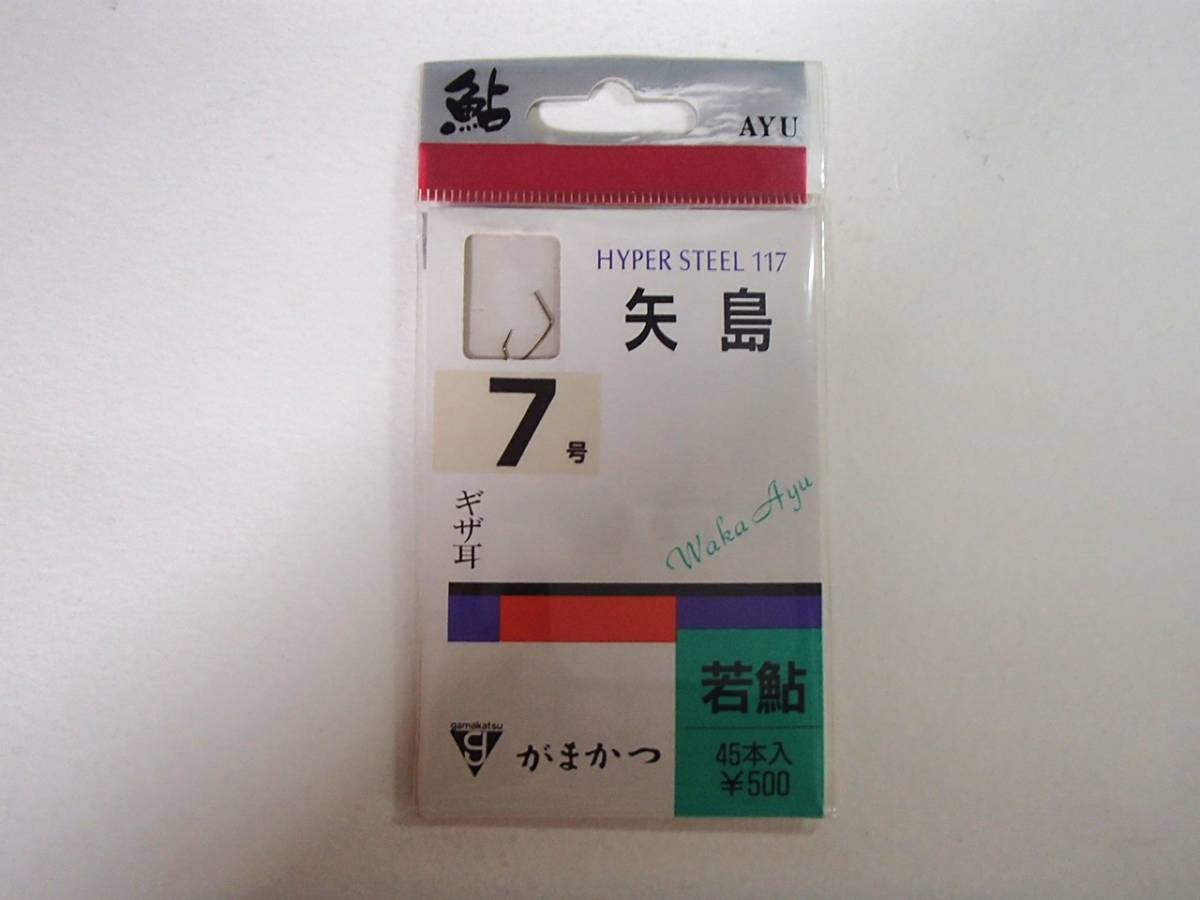 鮎
AYU
HYPER STEEL 117
矢島
7号
ギザ耳
Waka Ayu
若鮎
45本入
¥500
gamakatsu
がまかつ